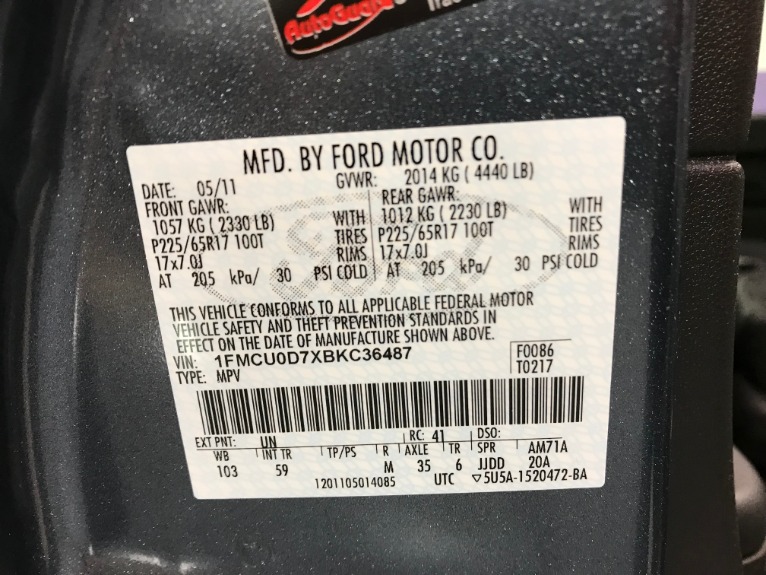 AutoGuard
MFD. BY FORD MOTOR CO.
DATE: 05/11 GVWR: 2014 KG ( 4440 LB)
FRONT GAWR: REAR GAWR:
1057 KG ( 2330 LB) WITH 1012 KG ( 2230 LB) WITH
P225/65R17 100T TIRES P225/65R17 100T TIRES
17x7.0J RIMS 17x7.0J RIMS
AT 205 kPa/ 30 PSI COLD AT 205 kPa/ 30 PSI COLD
Ford
THIS VEHICLE CONFORMS TO ALL APPLICABLE FEDERAL MOTOR
VEHICLE SAFETY AND THEFT PREVENTION STANDARDS IN
EFFECT ON THE DATE OF MANUFACTURE SHOWN ABOVE.
VIN: 1FMCU0D7XBKC36487 F0086
TYPE: MPV T0217
EXT PNT: UN RC: 41 DSO:
WB INT TR TP/PS R AXLE TR SPR AM71A
103 59 M 35 6 JJDD 20A
1201105014085 UTC ▽5U5A-1520472-BA